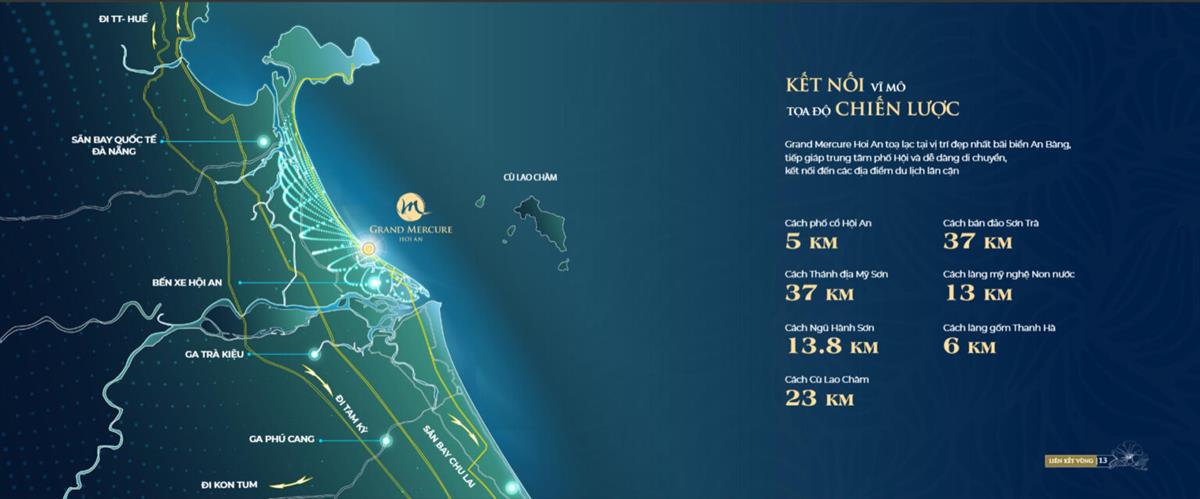 ĐI TT- HUẾ
SÂN BAY QUỐC TẾ
ĐÀ NẴNG
GRAND MERCURE
HOI AN
CÙ LAO CHÀM
BẾN XE HỘI AN
GA TRÀ KIỆU
ĐI TAM KỲ
GA PHÚ CANG
SÂN BAY CHU LAI
ĐI KON TUM
KẾT NỐI VĨ MÔ
TỌA ĐỘ CHIẾN LƯỢC
Grand Mercure Hoi An toạ lạc tại vị trí đẹp nhất bãi biển An Bàng,
tiếp giáp trung tâm phố Hội và dễ dàng di chuyển,
kết nối đến các địa điểm du lịch lân cận
Cách phố cổ Hội An
5 KM
Cách bán đảo Sơn Trà
37 KM
Cách Thánh địa Mỹ Sơn
37 KM
Cách làng mỹ nghệ Non nước
13 KM
Cách Ngũ Hành Sơn
13.8 KM
Cách làng gốm Thanh Hà
6 KM
Cách Cù Lao Chàm
23 KM
LIÊN KẾT VÙNG | 13